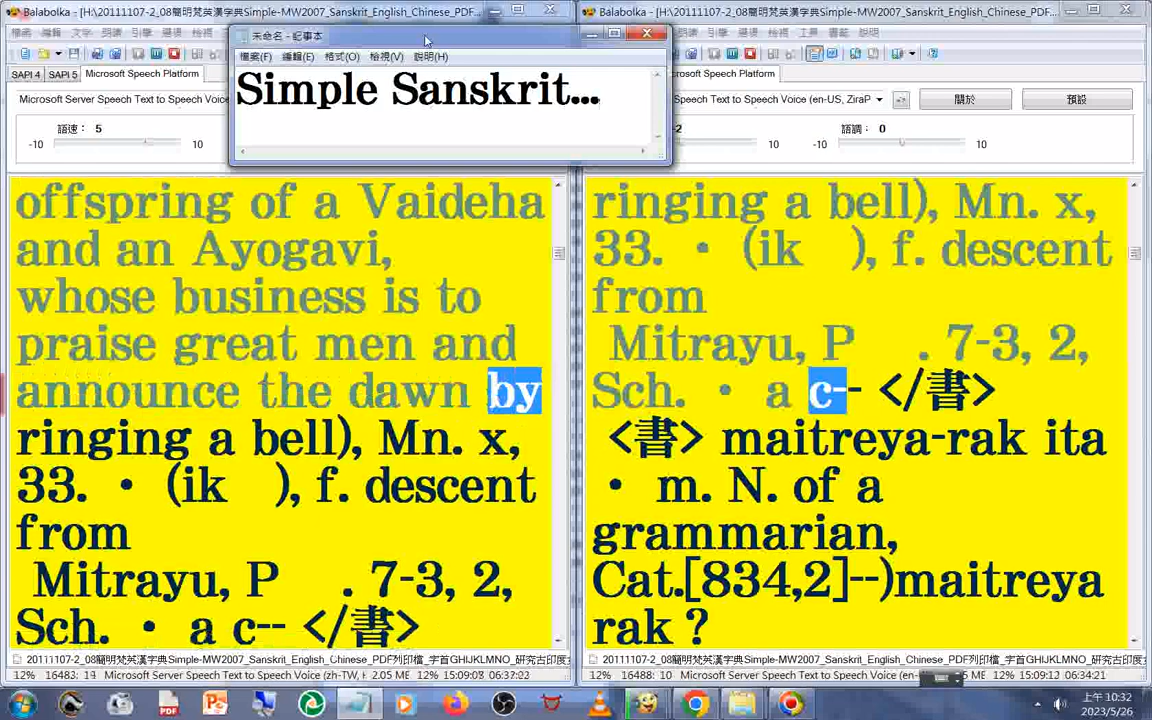 Balabolka - [H:\20111107-2_08簡明梵英漢字典Simple-MW2007_Sanskrit_English_Chinese_PDF...
Balabolka - [H:\20111107-2_08簡明梵英漢字典Simple-MW2007_Sanskrit_English_Chinese_PDF...
未命名 - 記事本
檔案(F) 編輯(E) 格式(O) 檢視(V) 說明(H)
Simple Sanskrit...
SAPI 4 SAPI 5 Microsoft Speech Platform
Microsoft Server Speech Text to Speech Voice
Speech Text to Speech Voice (en-US, ZiraP
關於
預設
語速： 5
-10 10
-2
10
語調： 0
-10 10
offspring of a Vaideha
and an Ayogavi,
whose business is to
praise great men and
announce the dawn by
ringing a bell), Mn. x,
33. • (ik ), f. descent
from
Mitrayu, P . 7-3, 2,
Sch. • a c-- </書>
ringing a bell), Mn. x,
33. • (ik ), f. descent
from
Mitrayu, P . 7-3, 2,
Sch. • a c-- </書>
<書> maitreya-rak ita
• m. N. of a
grammarian,
Cat.[834,2]--)maitreya
rak ?
20111107-2_08簡明梵英漢字典Simple-MW2007_Sanskrit_English_Chinese_PDF列印檔_字首GHIJKLMNO_研究古印度
20111107-2_08簡明梵英漢字典Simple-MW2007_Sanskrit_English_Chinese_PDF列印檔_字首GHIJKLMNO_研究古印度
12% 16483: 19 Microsoft Server Speech Text to Speech Voice (zh-TW, 2.05 ME 12% 15:09:03
12% 16488: 10 Microsoft Server Speech Text to Speech Voice (en- 2.05 ME 12% 15:09:12 06:34:21
上午 10:32
2023/5/26